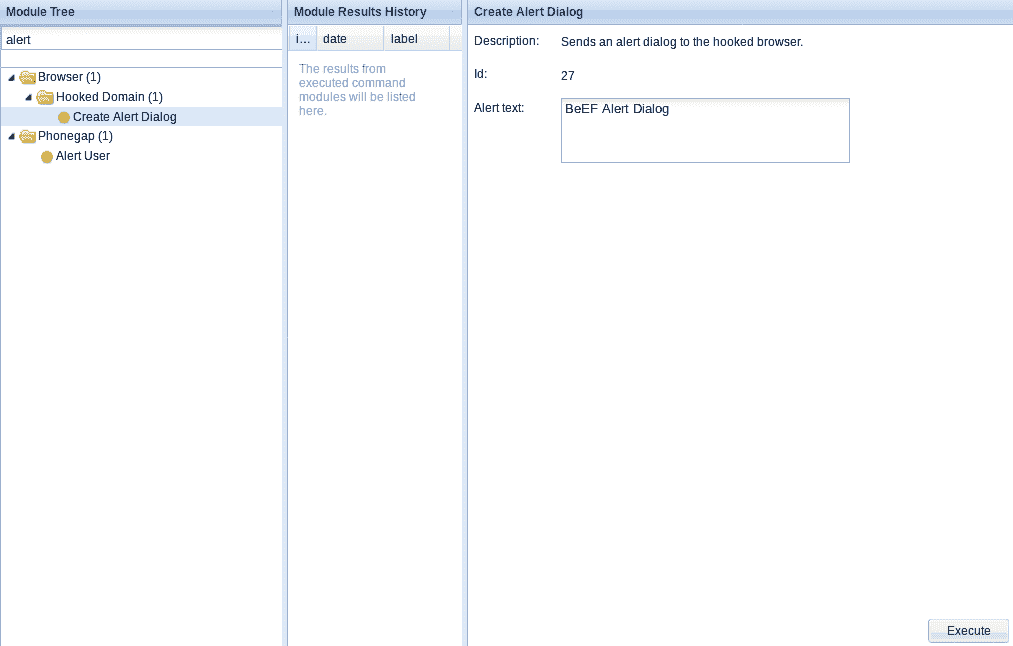 Module Tree
alert
Browser (1)
Hooked Domain (1)
Create Alert Dialog
Phonegap (1)
Alert User
Module Results History
i... date label
The results from
executed command
modules will be listed
here.
Create Alert Dialog
Description: Sends an alert dialog to the hooked browser.
Id: 27
Alert text: BeEF Alert Dialog
Execute